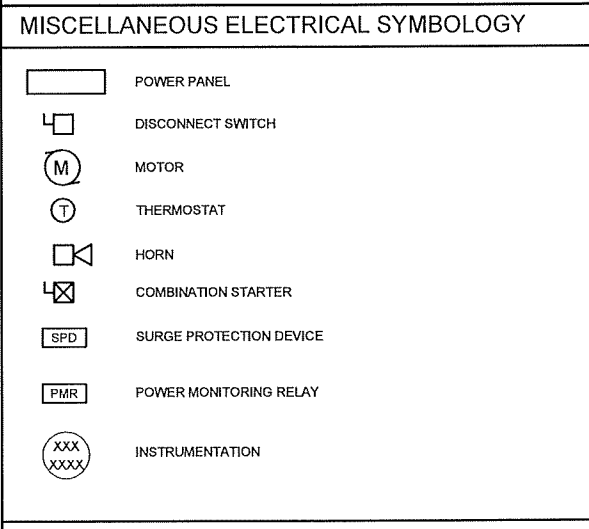 MISCELLANEOUS ELECTRICAL SYMBOLOGY
POWER PANEL
DISCONNECT SWITCH
M MOTOR
T THERMOSTAT
HORN
COMBINATION STARTER
SPD SURGE PROTECTION DEVICE
PMR POWER MONITORING RELAY
XXX
XXXX
INSTRUMENTATION